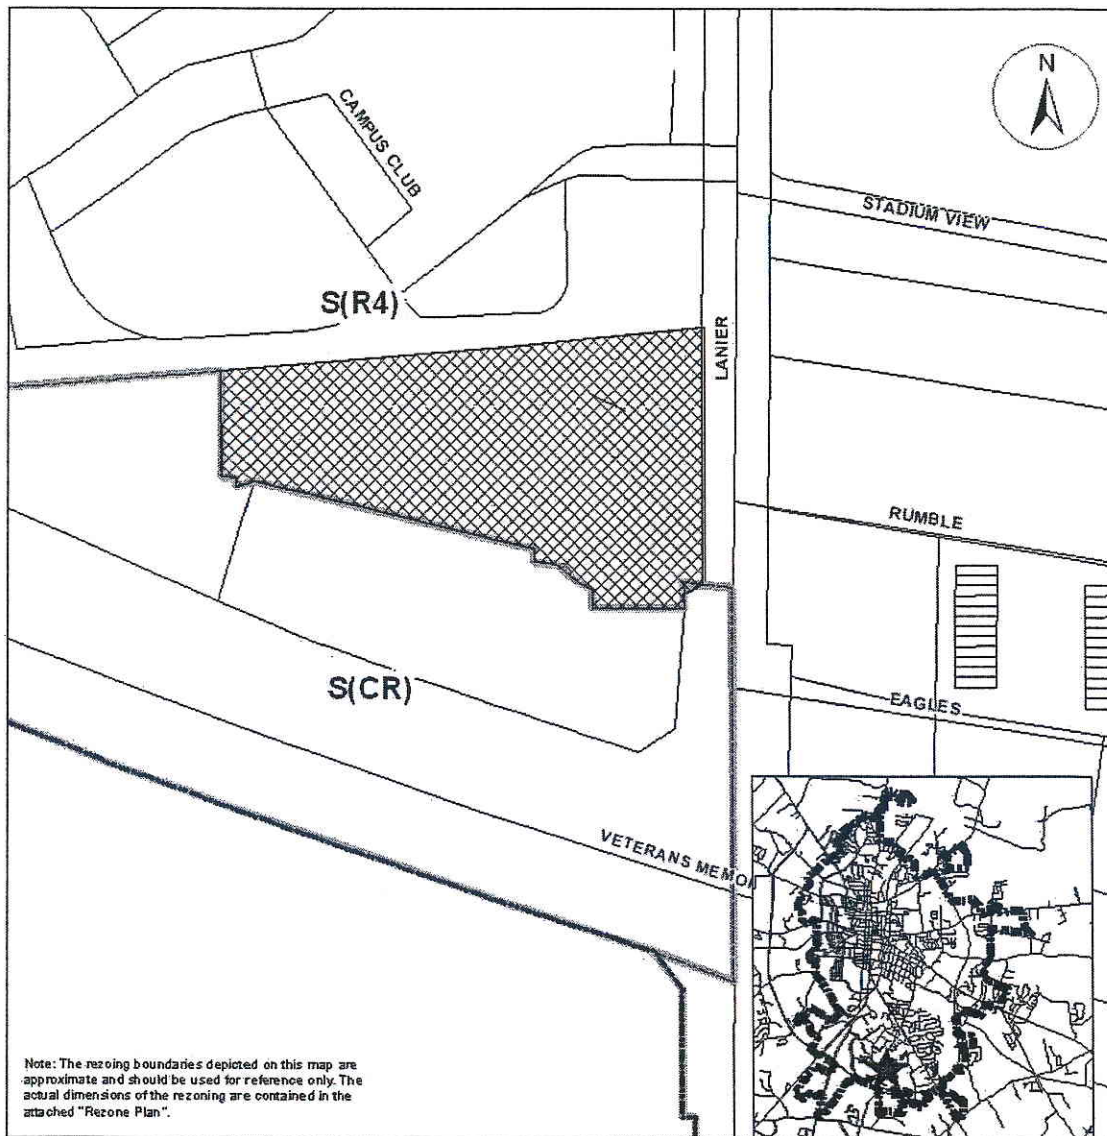 N
CAMPUS CLUB
STADIUM VIEW
S(R4)
LANIER
RUMBLE
S(CR)
EAGLES
VETERANS MEMO
Note: The rezoing boundaries depicted on this map are
approximate and should be used for reference only. The
actual dimensions of the rezoning are contained in the
attached "Rezone Plan".